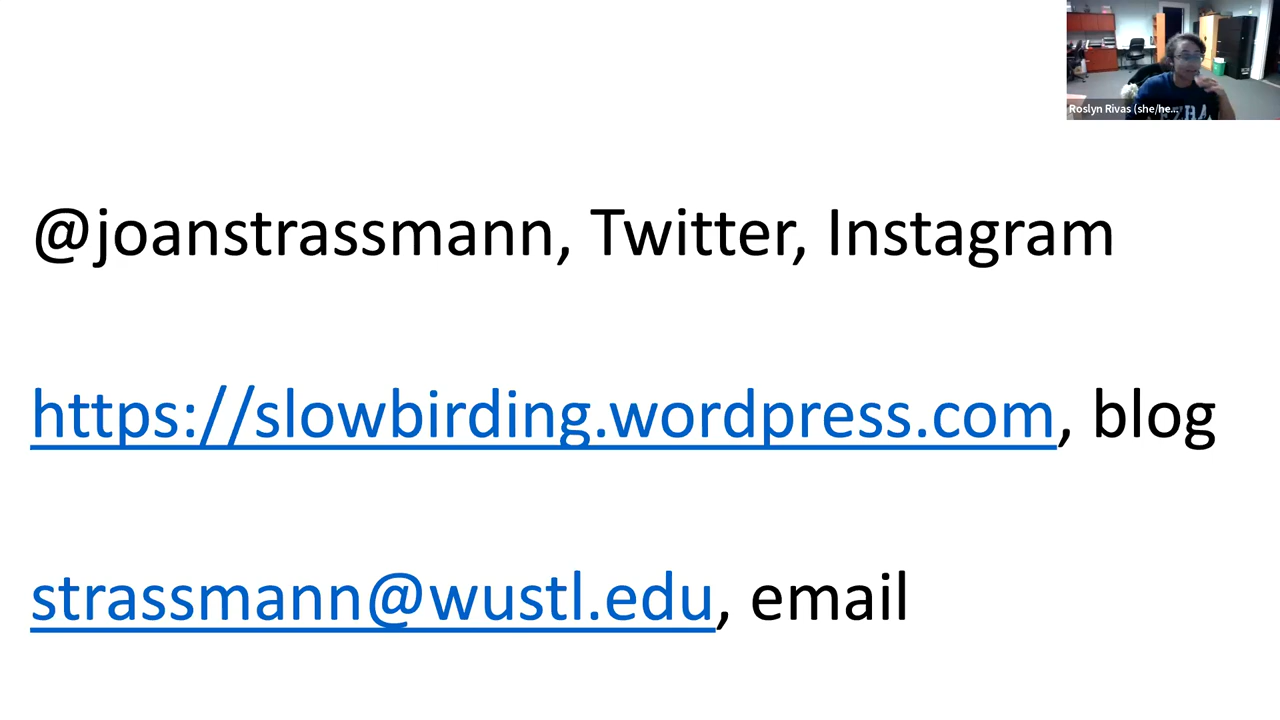 Roslyn Rivas (she/he...
@joanstrassmann, Twitter, Instagram
https://slowbirding.wordpress.com, blog
strassmann@wustl.edu, email